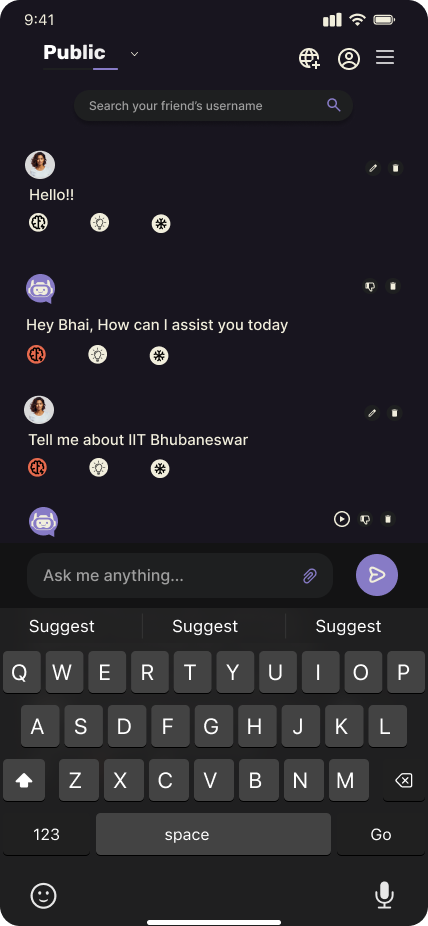 9:41
Public
Search your friend's username
Hello!!
Hey Bhai, How can I assist you today
Tell me about IIT Bhubaneswar
Ask me anything...
Suggest Suggest Suggest
Q W E R T Y U I O P
A S D F G H J K L
Z X C V B N M
123 space Go